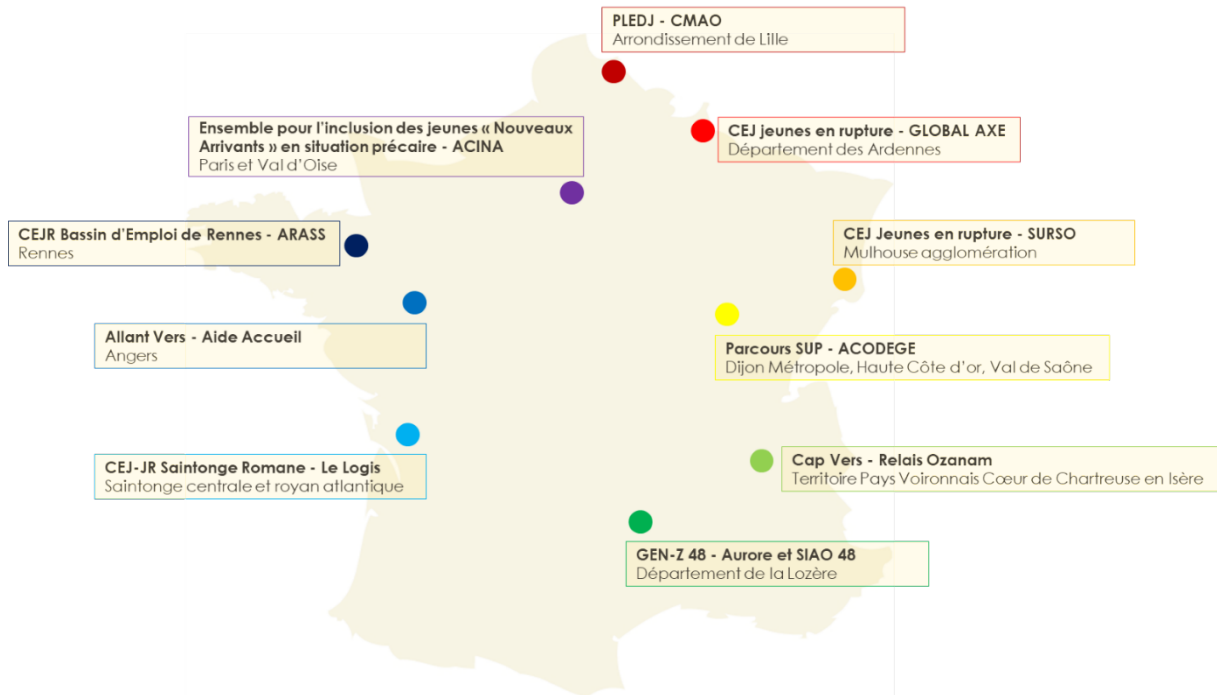 PLEDJ - CMAO
Arrondissement de Lille
Ensemble pour l'inclusion des jeunes « Nouveaux
Arrivants » en situation précaire - ACINA
Paris et Val d'Oise
CEJ jeunes en rupture - GLOBAL AXE
Département des Ardennes
CEJR Bassin d'Emploi de Rennes - ARASS
Rennes
CEJ Jeunes en rupture - SURSO
Mulhouse agglomération
Allant Vers - Aide Accueil
Angers
Parcours SUP - ACODEGE
Dijon Métropole, Haute Côte d'or, Val de Saône
CEJ-JR Saintonge Romane - Le Logis
Saintonge centrale et royan atlantique
Cap Vers - Relais Ozanam
Territoire Pays Voironnais Cœur de Chartreuse en Isère
GEN-Z 48 - Aurore et SIAO 48
Département de la Lozère